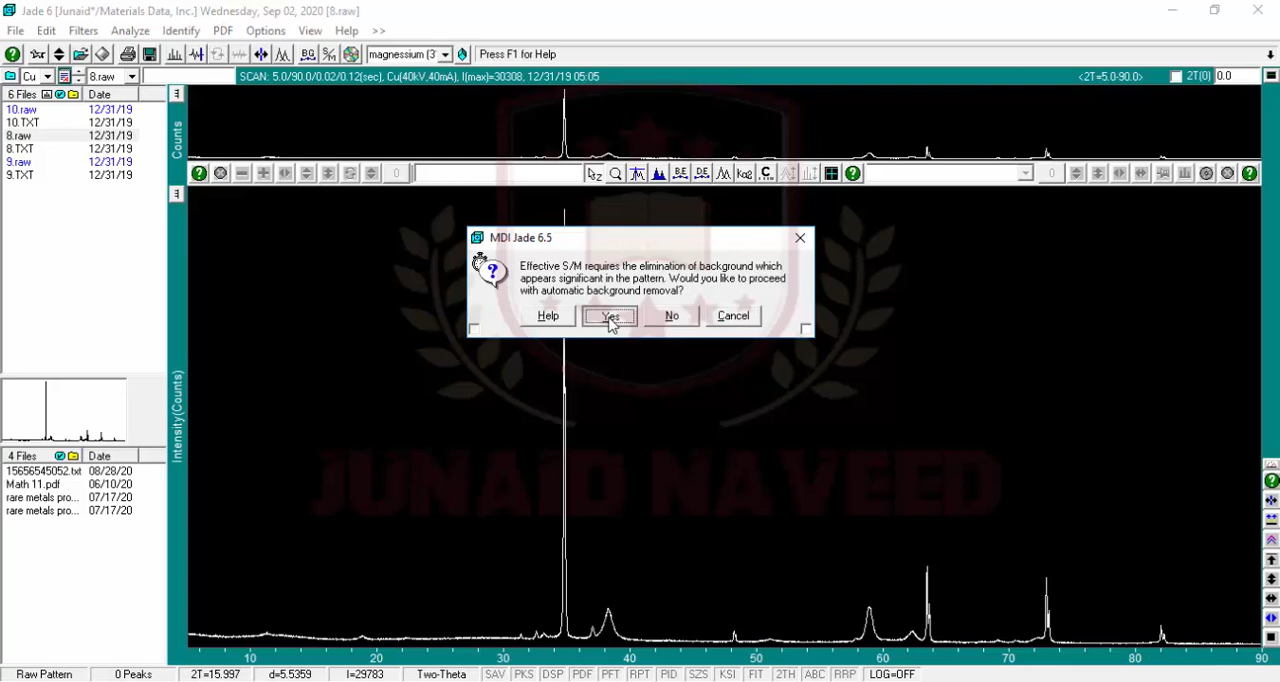 Jade 6 [Junaid*/Materials Data, Inc.] Wednesday, Sep 02, 2020 [8.raw]
File Edit Filters Analyze Identify PDF Options View Help >>
BG S/M magnessium (3' Press F1 for Help
Cu 8.raw SCAN: 5.0/90.0/0.02/0.12(sec), Cu(40kV,40mA), I(max)=30308, 12/31/19 05:05 <2T=5.0-90.0> 2T(0) 0.0
6 Files Date
10.raw 12/31/19
10.TXT 12/31/19
8.raw 12/31/19
8.TXT 12/31/19
9.raw 12/31/19
9.TXT 12/31/19
Counts
0 BE DE kα2 C 0
MDI Jade 6.5
Effective S/M requires the elimination of background which
appears significant in the pattern. Would you like to proceed
with automatic background removal?
Help Yes No Cancel
Intensity(Counts)
JUNAID NAVEED
4 Files Date
15656545052.txt 08/28/20
Math 11.pdf 06/10/20
rare metals pro... 07/17/20
rare metals pro... 07/17/20
10 20 30 40 50 60 70 80 90
Raw Pattern 0 Peaks 2T=15.997 d=5.5359 I=29783 Two-Theta SAV PKS DSP PDF PFT RPT PID SZS KSI FIT 2TH ABC RRP LOG=OFF